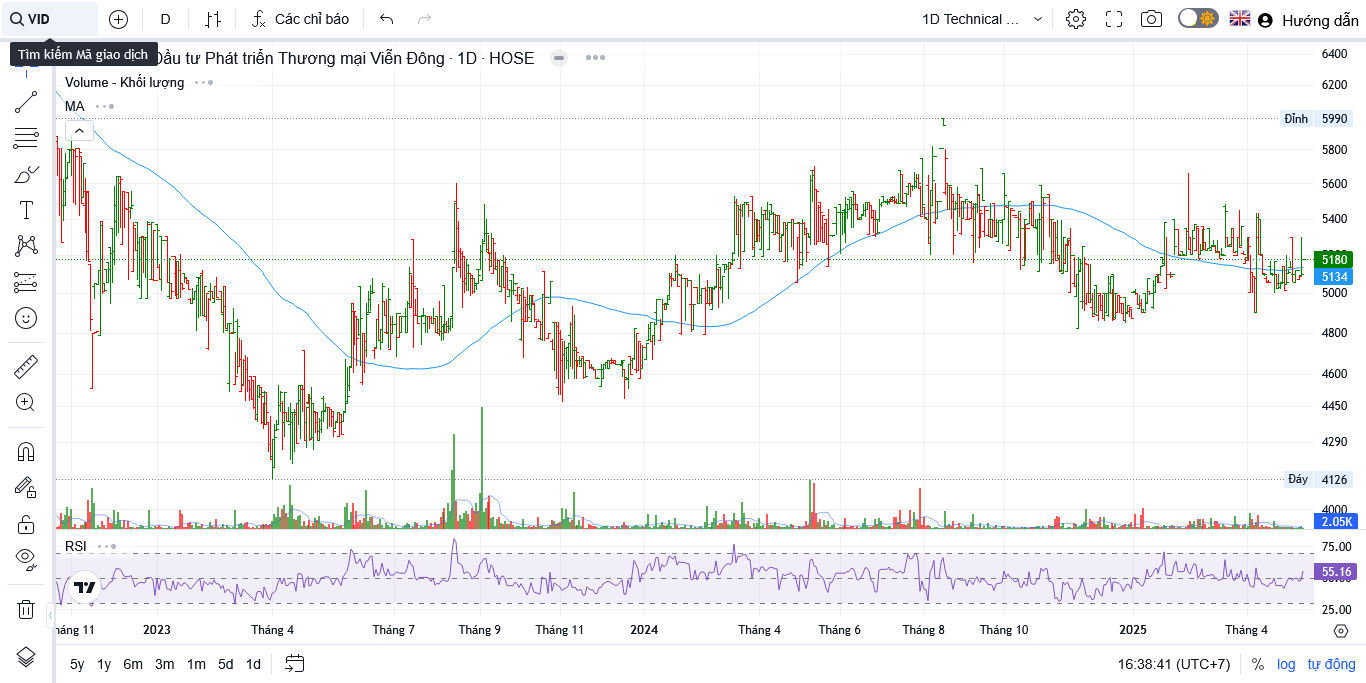 VID
D
Các chỉ báo
1D Technical ...
Hướng dẫn
Tìm kiếm Mã giao dịch
Đầu tư Phát triển Thương mại Viễn Đông · 1D · HOSE
Volume - Khối lượng
MA
6400
6200
Đỉnh 5990
5800
5600
5400
5180
5134
5000
4800
4600
4450
4290
Đáy 4126
4000
2.05K
RSI
75.00
55.16
25.00
háng 11 2023 Tháng 4 Tháng 7 Tháng 9 Tháng 11 2024 Tháng 4 Tháng 6 Tháng 8 Tháng 10 2025 Tháng 4
5y 1y 6m 3m 1m 5d 1d
16:38:41 (UTC+7) % log tự động